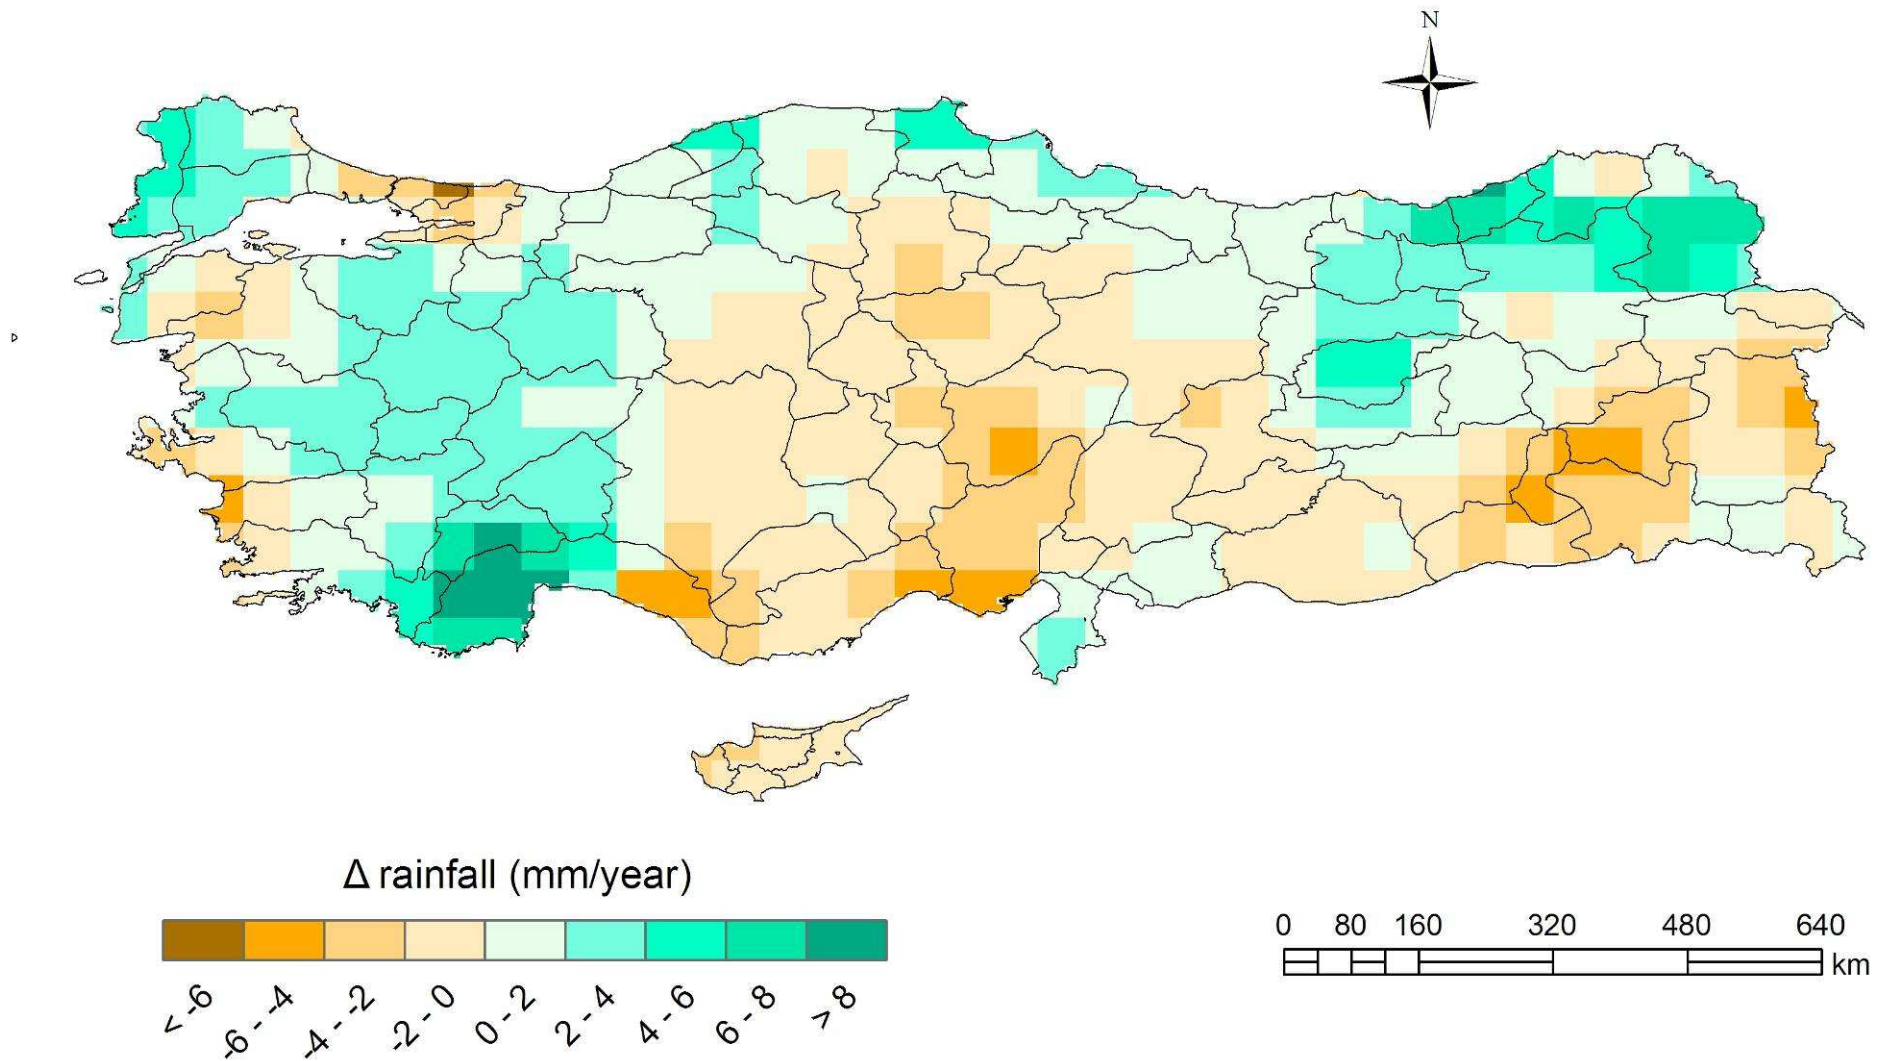 N
Δ rainfall (mm/year)
< -6
-6 - -4
-4 - -2
-2 - 0
0 - 2
2 - 4
4 - 6
6 - 8
> 8
0 80 160 320 480 640
km